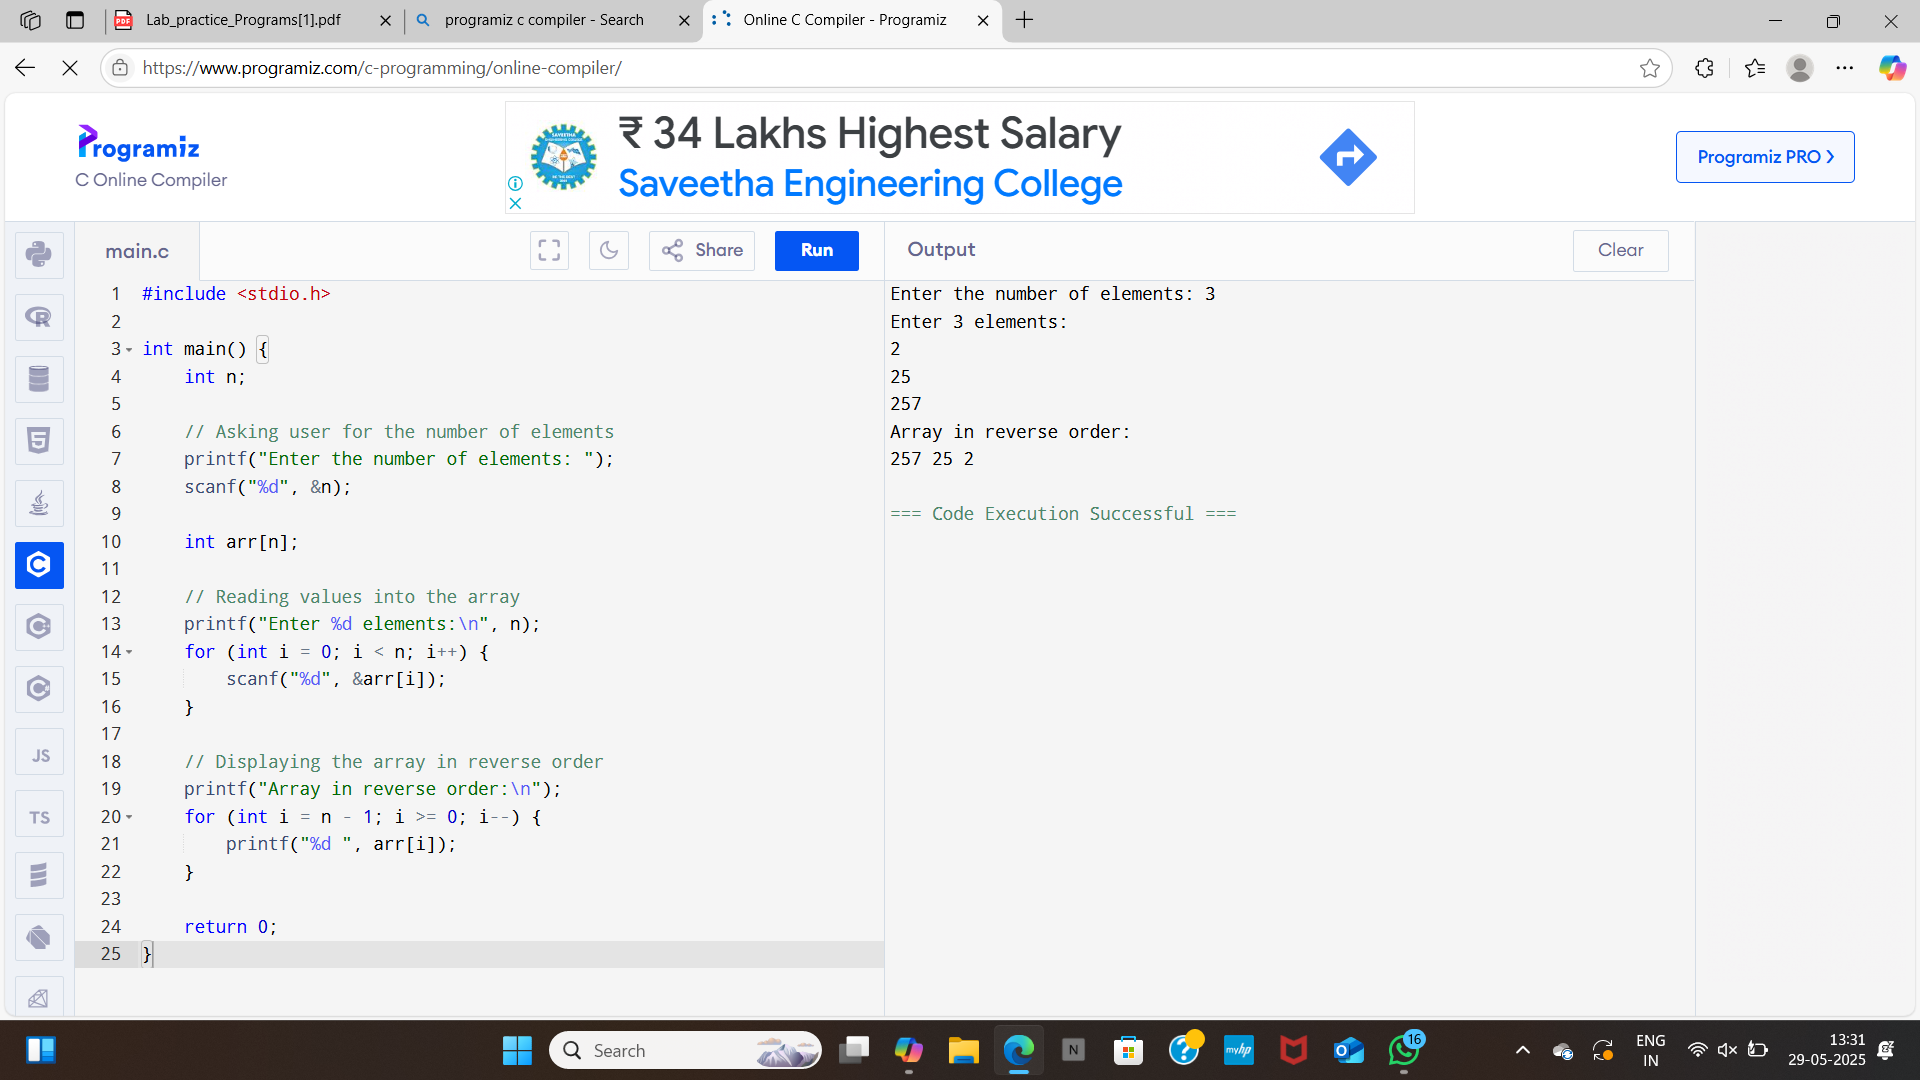 Lab_practice_Programs[1].pdf
programiz c compiler - Search
Online C Compiler - Programiz
https://www.programiz.com/c-programming/online-compiler/
Programiz
C Online Compiler
₹ 34 Lakhs Highest Salary
Saveetha Engineering College
Programiz PRO
main.c
Share
Run
Output
Clear
1 #include <stdio.h>
2
3 int main() {
4     int n;
5
6     // Asking user for the number of elements
7     printf("Enter the number of elements: ");
8     scanf("%d", &n);
9
10     int arr[n];
11
12     // Reading values into the array
13     printf("Enter %d elements:\n", n);
14     for (int i = 0; i < n; i++) {
15         scanf("%d", &arr[i]);
16     }
17
18     // Displaying the array in reverse order
19     printf("Array in reverse order:\n");
20     for (int i = n - 1; i >= 0; i--) {
21         printf("%d ", arr[i]);
22     }
23
24     return 0;
25 }
Enter the number of elements: 3
Enter 3 elements:
2
25
257
Array in reverse order:
257 25 2
=== Code Execution Successful ===
R
5
C
JS
TS
Search
N
myhp
16
ENG
IN
13:31
29-05-2025